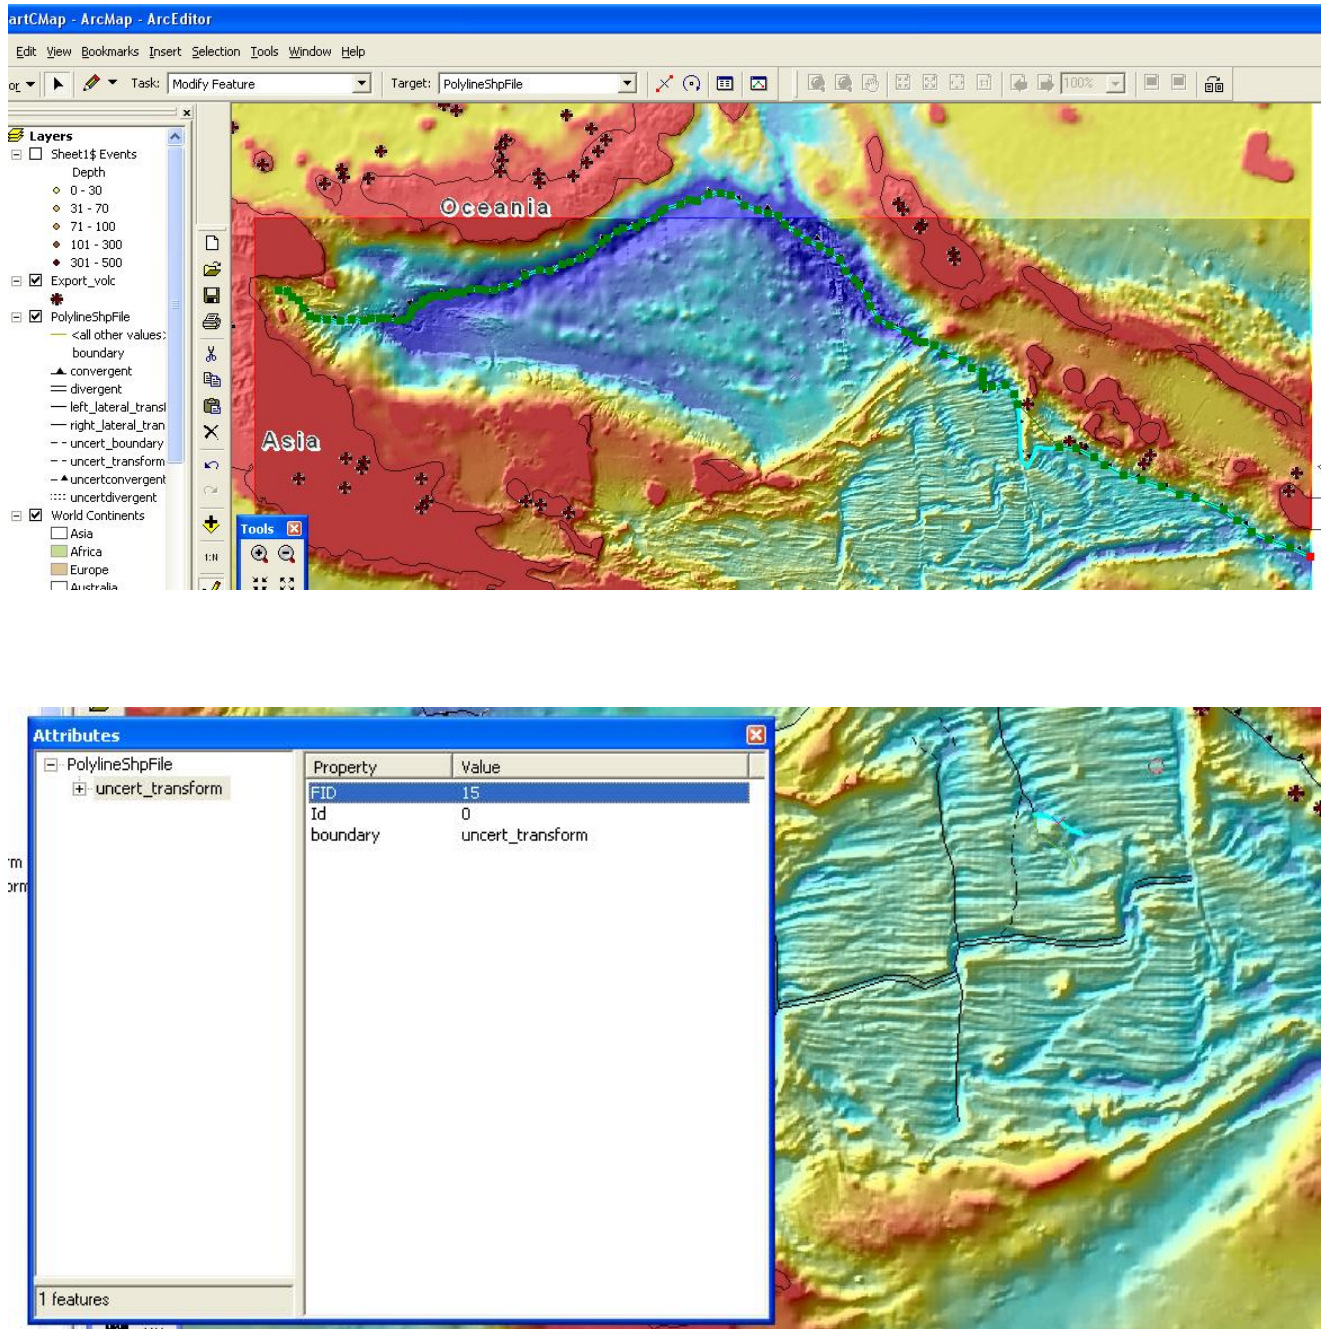 artCMap - ArcMap - ArcEditor
Edit View Bookmarks Insert Selection Tools Window Help
or Task: Modify Feature Target: PolylineShpFile 100%
Layers
Sheet1$ Events
Depth
0 - 30
31 - 70
71 - 100
101 - 300
301 - 500
Export_volc
PolylineShpFile
<all other values>
boundary
convergent
divergent
left_lateral_transl
right_lateral_tran
uncert_boundary
uncert_transform
uncertconvergent
uncertdivergent
World Continents
Asia
Africa
Europe
Australia
1:N
Tools
Oceania
Asia
Attributes
PolylineShpFile
uncert_transform
Property Value
FID 15
Id 0
boundary uncert_transform
1 features